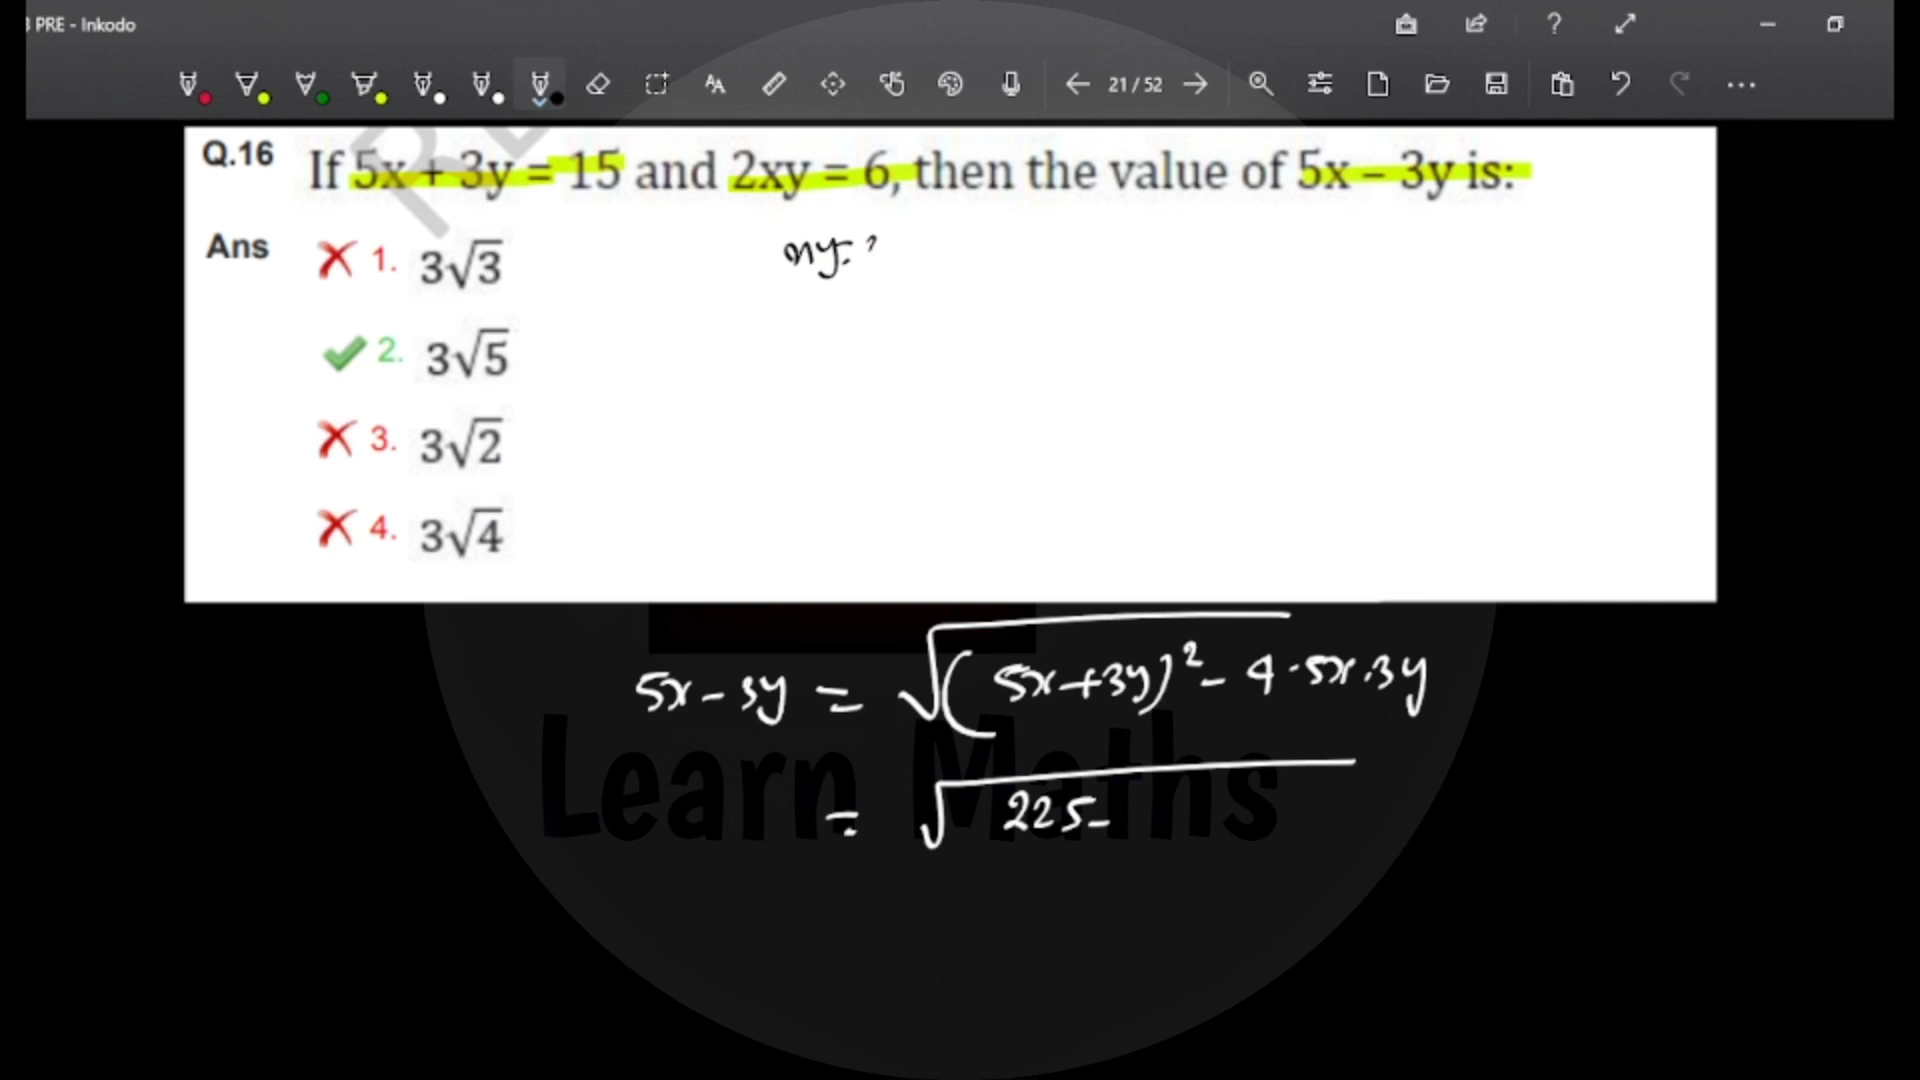 PRE - Inkodo
21 / 52
Q.16 If 5x + 3y = 15 and 2xy = 6, then the value of 5x – 3y is:
xy=
Ans ✗ 1. 3√3
✓ 2. 3√5
✗ 3. 3√2
✗ 4. 3√4
5x – 3y = √(5x+3y)² – 4·5x·3y
= √225–
Learn Maths